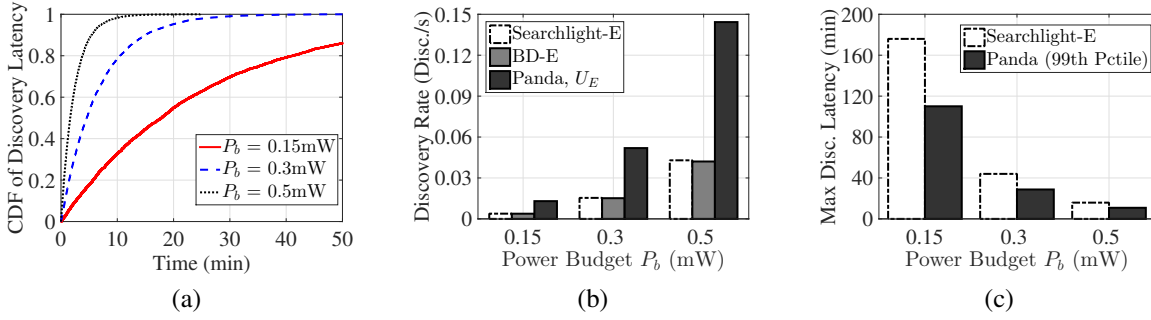 CDF of Discovery Latency
1
0.8
0.6
0.4
0.2
0
0 10 20 30 40 50
Time (min)
P_b = 0.15mW
P_b = 0.3mW
P_b = 0.5mW
(a)
Discovery Rate (Disc./s)
0.15
0.12
0.09
0.06
0.03
0
Searchlight-E
BD-E
Panda, U_E
0.15 0.3 0.5
Power Budget P_b (mW)
(b)
Max Disc. Latency (min)
200
160
120
80
40
0
Searchlight-E
Panda (99th Pctile)
0.15 0.3 0.5
Power Budget P_b (mW)
(c)